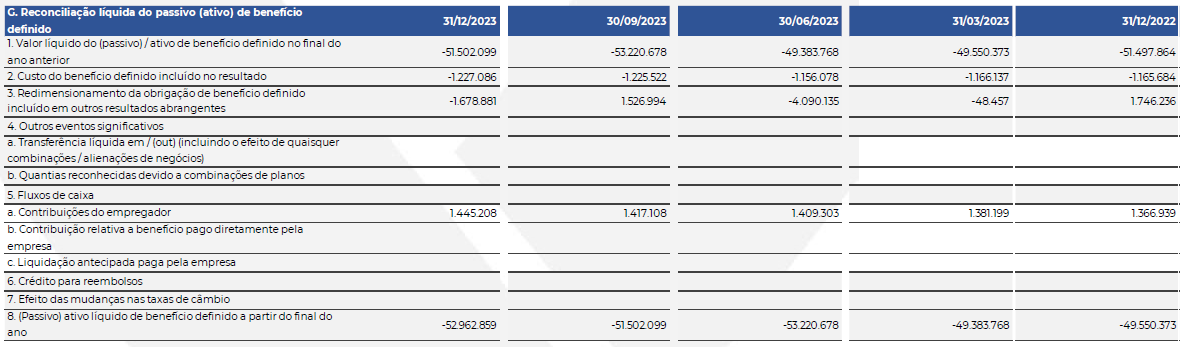 G. Reconciliação líquida do passivo (ativo) de benefício
definido 31/12/2023 30/09/2023 30/06/2023 31/03/2023 31/12/2022
1. Valor líquido do (passivo) / ativo de benefício definido no final do
ano anterior -51.502.099 -53.220.678 -49.383.768 -49.550.373 -51.497.864
2. Custo do benefício definido incluído no resultado -1.227.086 -1.225.522 -1.156.078 -1.166.137 -1.165.684
3. Redimensionamento da obrigação de benefício definido
incluído em outros resultados abrangentes -1.678.881 1.526.994 -4.090.135 -48.457 1.746.236
4. Outros eventos significativos
a. Transferência líquida em / (out) (incluindo o efeito de quaisquer
combinações / alienações de negócios)
b. Quantias reconhecidas devido a combinações de planos
5. Fluxos de caixa
a. Contribuições do empregador 1.445.208 1.417.108 1.409.303 1.381.199 1.366.939
b. Contribuição relativa a benefício pago diretamente pela
empresa
c. Liquidação antecipada paga pela empresa
6. Crédito para reembolsos
7. Efeito das mudanças nas taxas de câmbio
8. (Passivo) ativo líquido de benefício definido a partir do final do
ano -52.962.859 -51.502.099 -53.220.678 -49.383.768 -49.550.373